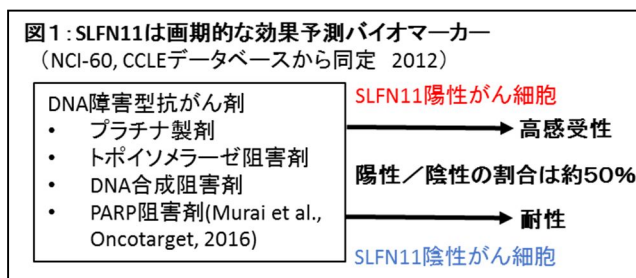 図1:SLFN11は画期的な効果予測バイオマーカー
(NCI-60, CCLEデータベースから同定 2012)
DNA障害型抗がん剤
• プラチナ製剤
• トポイソメラーゼ阻害剤
• DNA合成阻害剤
• PARP阻害剤(Murai et al.,
Oncotarget, 2016)
SLFN11陽性がん細胞
高感受性
陽性/陰性の割合は約50%
耐性
SLFN11陰性がん細胞